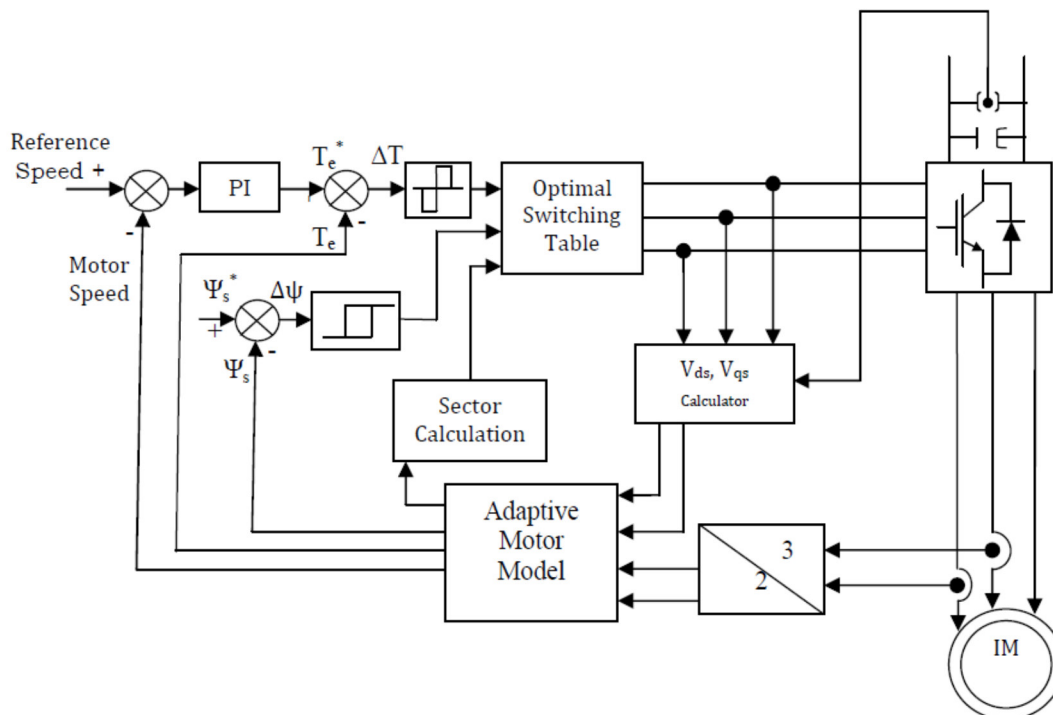 Reference
Speed +
-
Motor
Speed
PI
Tₑ*
-
Tₑ
ΔT
Ψₛ*
+
-
Ψₛ
Δψ
Optimal
Switching
Table
Sector
Calculation
Vds, Vqs
Calculator
Adaptive
Motor
Model
3
2
IM